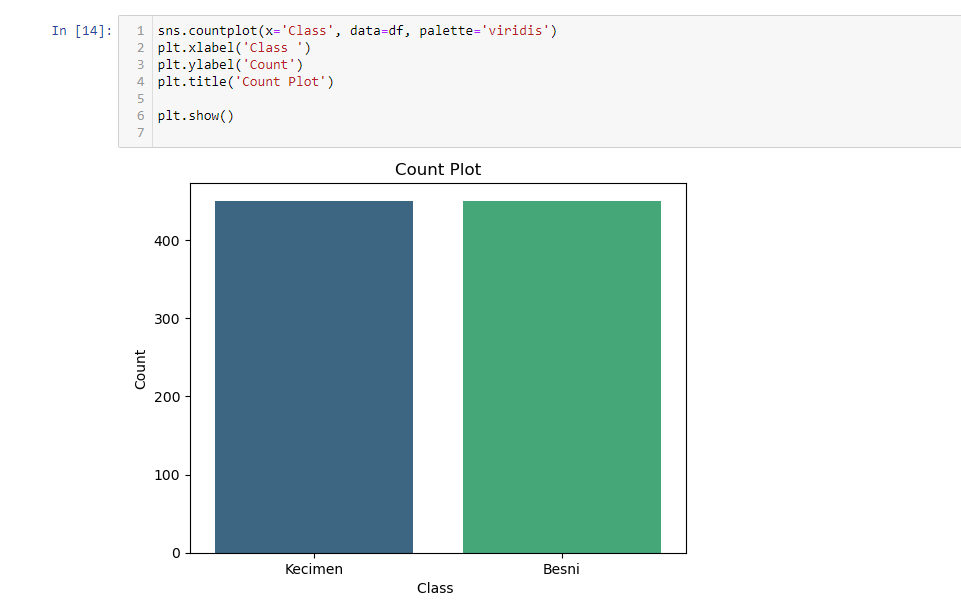 In [14]:
1 sns.countplot(x='Class', data=df, palette='viridis')
2 plt.xlabel('Class ')
3 plt.ylabel('Count')
4 plt.title('Count Plot')
5
6 plt.show()
7
Count Plot
400
300
200
100
0
Count
Kecimen Besni
Class